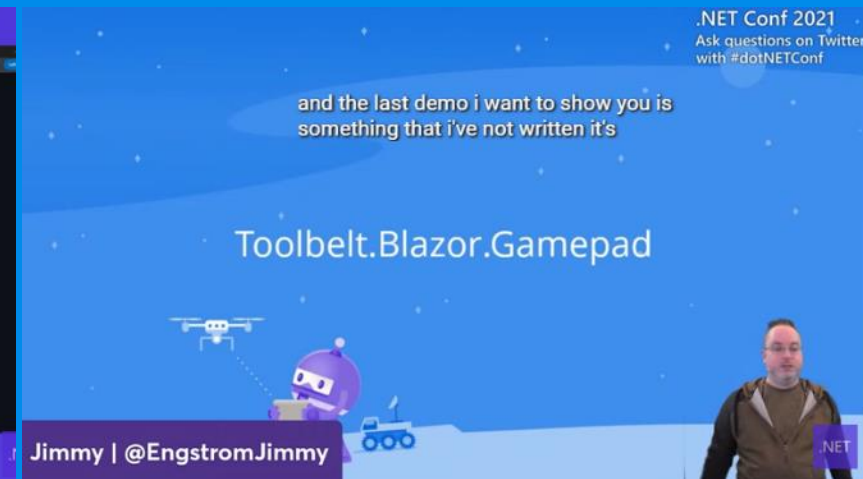 .NET Conf 2021
Ask questions on Twitter
with #dotNETConf
and the last demo i want to show you is
something that i've not written it's
Toolbelt.Blazor.Gamepad
Jimmy | @EngstromJimmy
.NET